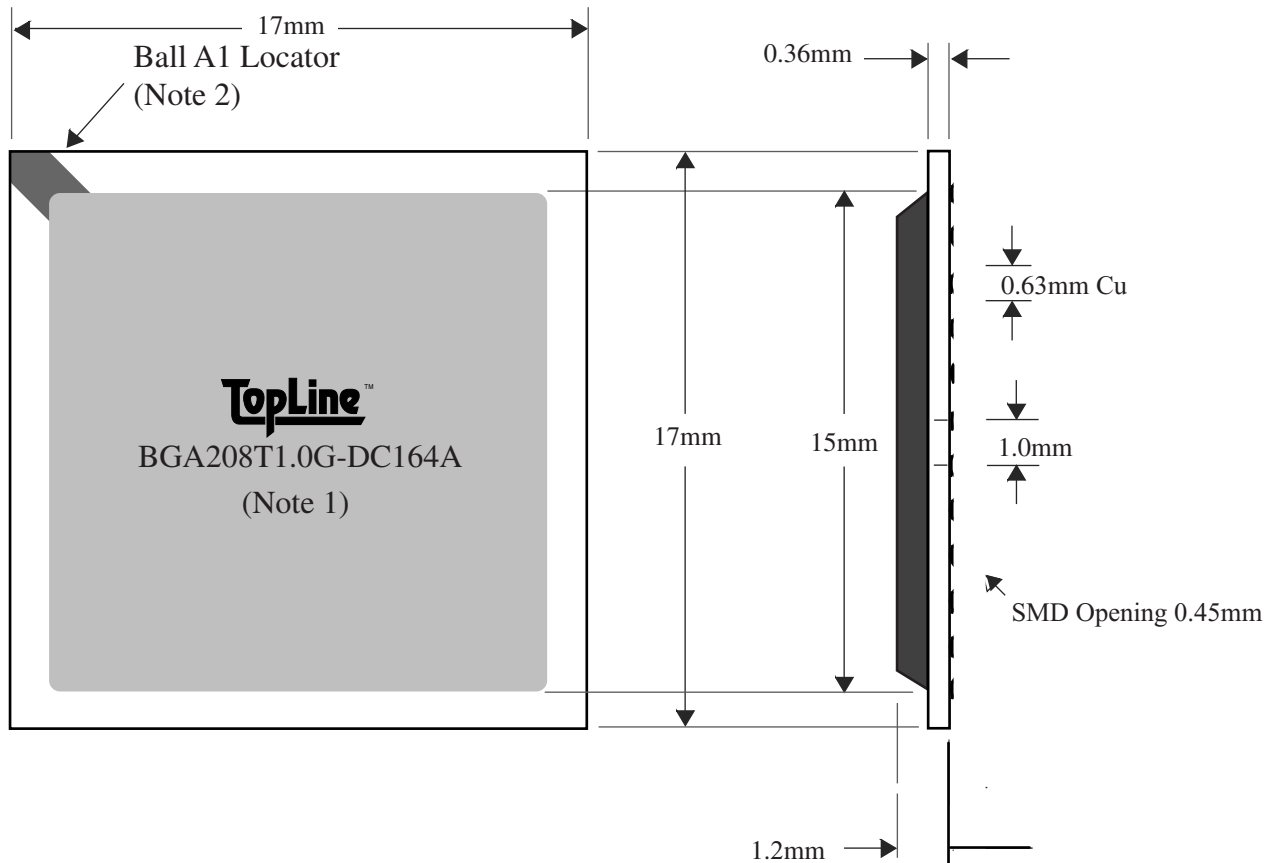 17mm
Ball A1 Locator
(Note 2)
0.36mm
TopLine™
BGA208T1.0G-DC164A
(Note 1)
17mm
15mm
0.63mm Cu
1.0mm
SMD Opening 0.45mm
1.2mm